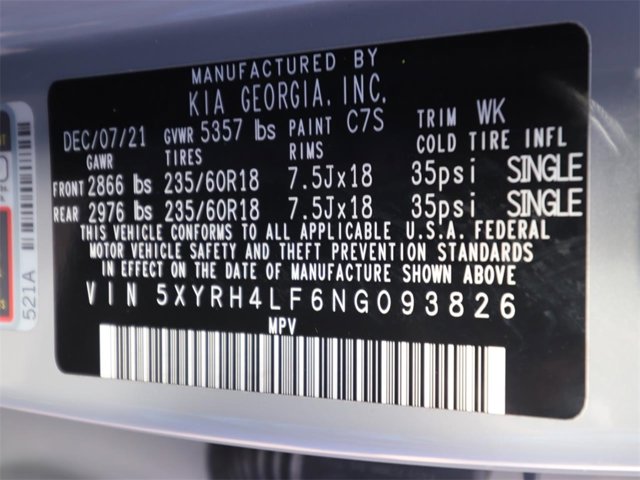 MANUFACTURED BY
KIA GEORGIA, INC.
DEC/07/21 GVWR 5357 lbs PAINT C7S TRIM WK
GAWR TIRES RIMS COLD TIRE INFL
FRONT 2866 lbs 235/60R18 7.5Jx18 35psi SINGLE
REAR 2976 lbs 235/60R18 7.5Jx18 35psi SINGLE
THIS VEHICLE CONFORMS TO ALL APPLICABLE U.S.A. FEDERAL
MOTOR VEHICLE SAFETY AND THEFT PREVENTION STANDARDS
IN EFFECT ON THE DATE OF MANUFACTURE SHOWN ABOVE
VIN 5XYRH4LF6NG093826
MPV
521A